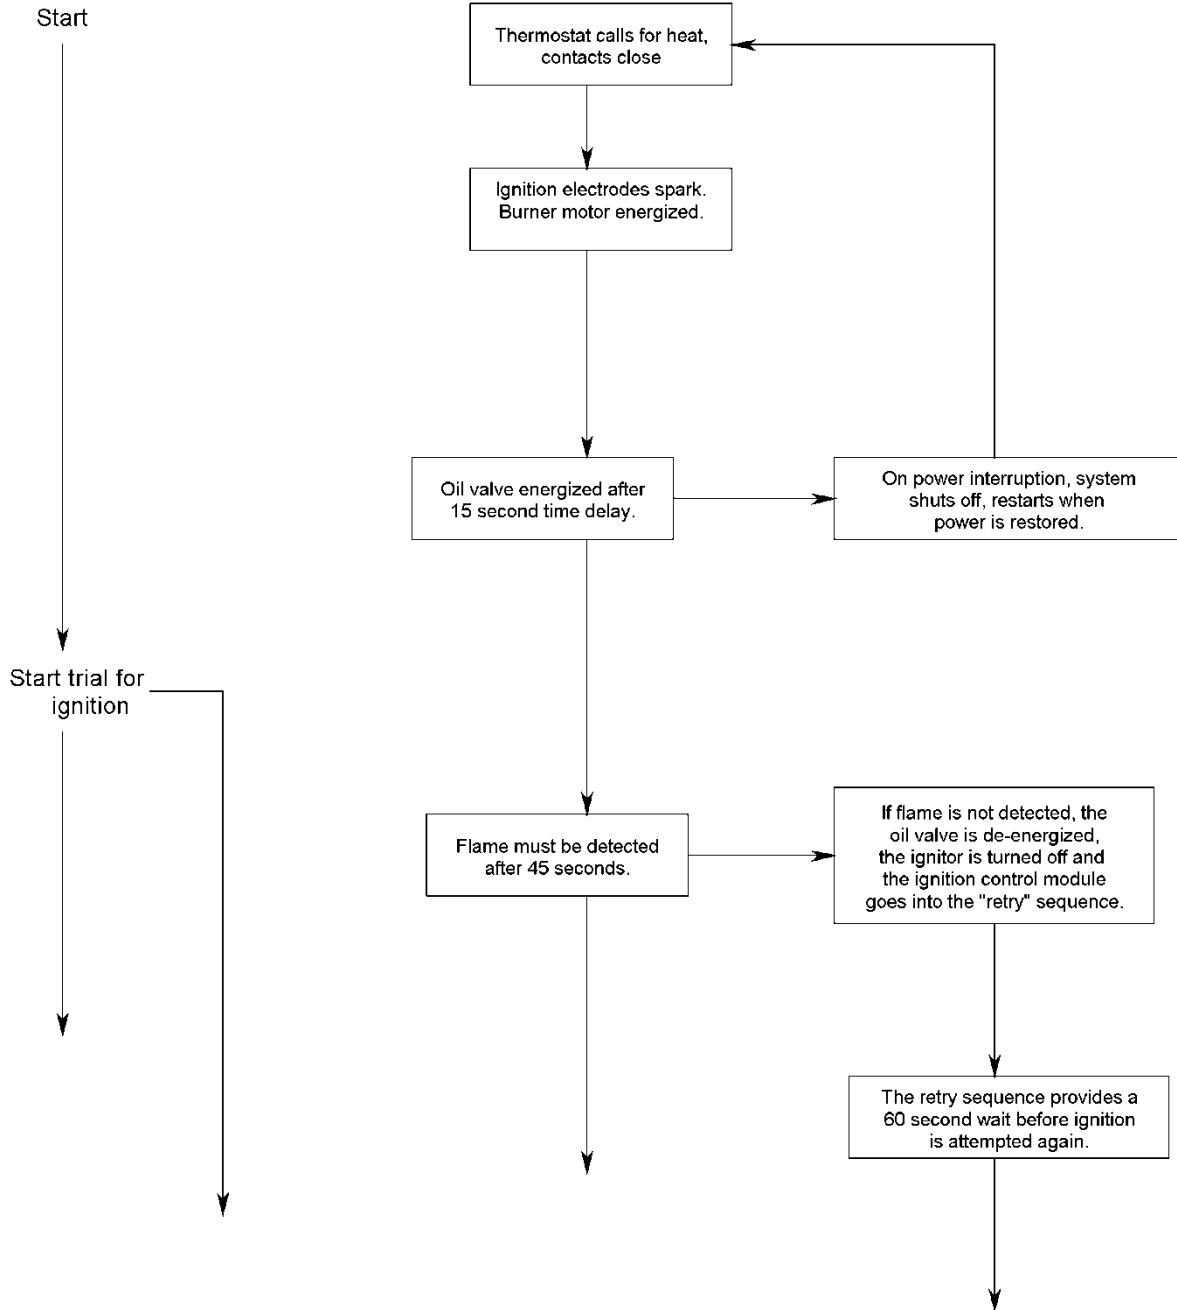 Start
Thermostat calls for heat,
contacts close
Ignition electrodes spark.
Burner motor energized.
Oil valve energized after
15 second time delay.
On power interruption, system
shuts off, restarts when
power is restored.
Start trial for
ignition
Flame must be detected
after 45 seconds.
If flame is not detected, the
oil valve is de-energized,
the ignitor is turned off and
the ignition control module
goes into the "retry" sequence.
The retry sequence provides a
60 second wait before ignition
is attempted again.